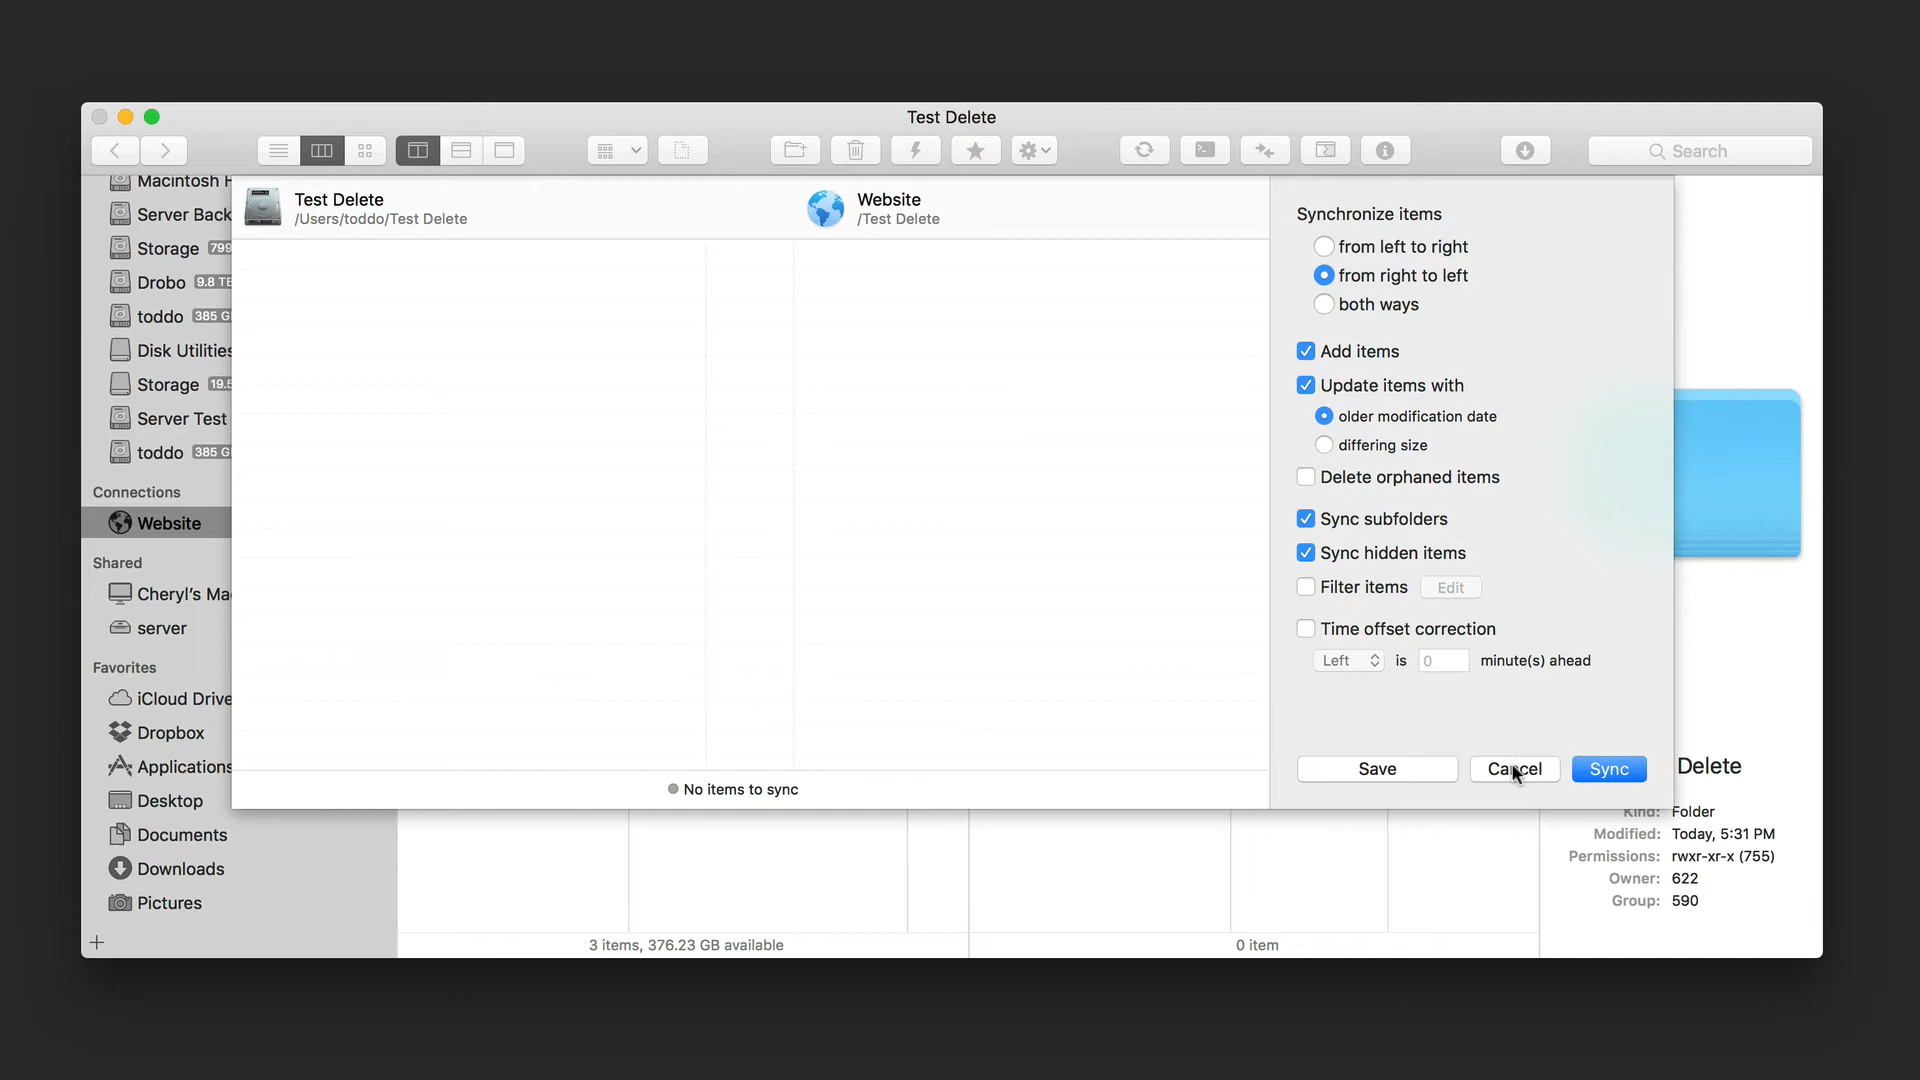 Test Delete
Search
Macintosh H
Server Back
Storage 799
Drobo 9.8 TE
toddo 385 G
Disk Utilities
Storage 19.5
Server Test
toddo 385 G
Connections
Website
Shared
Cheryl's Ma
server
Favorites
iCloud Drive
Dropbox
Applications
Desktop
Documents
Downloads
Pictures
Test Delete
/Users/toddo/Test Delete
Website
/Test Delete
No items to sync
Synchronize items
from left to right
from right to left
both ways
Add items
Update items with
older modification date
differing size
Delete orphaned items
Sync subfolders
Sync hidden items
Filter items Edit
Time offset correction
Left is 0 minute(s) ahead
Save Cancel Sync
Delete
Kind: Folder
Modified: Today, 5:31 PM
Permissions: rwxr-xr-x (755)
Owner: 622
Group: 590
3 items, 376.23 GB available
0 item